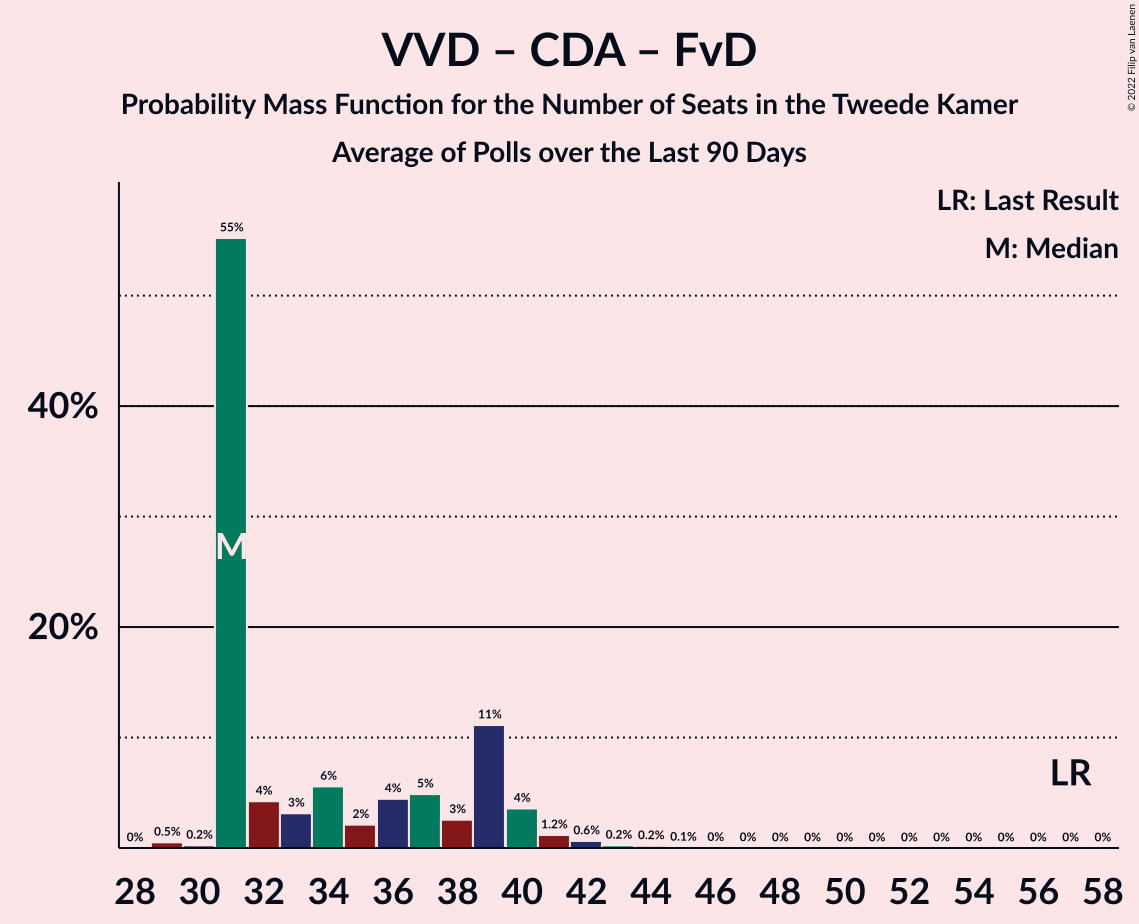 VVD – CDA – FvD
Probability Mass Function for the Number of Seats in the Tweede Kamer
Average of Polls over the Last 90 Days
© 2022 Filip van Laenen
LR: Last Result
M: Median
40%
20%
0% 0.5% 0.2% 55% 4% 3% 6% 2% 4% 5% 3% 11% 4% 1.2% 0.6% 0.2% 0.2% 0.1% 0% 0% 0% 0% 0% 0% 0% 0% 0% 0% 0% 0% 0%
M
LR
28 30 32 34 36 38 40 42 44 46 48 50 52 54 56 58